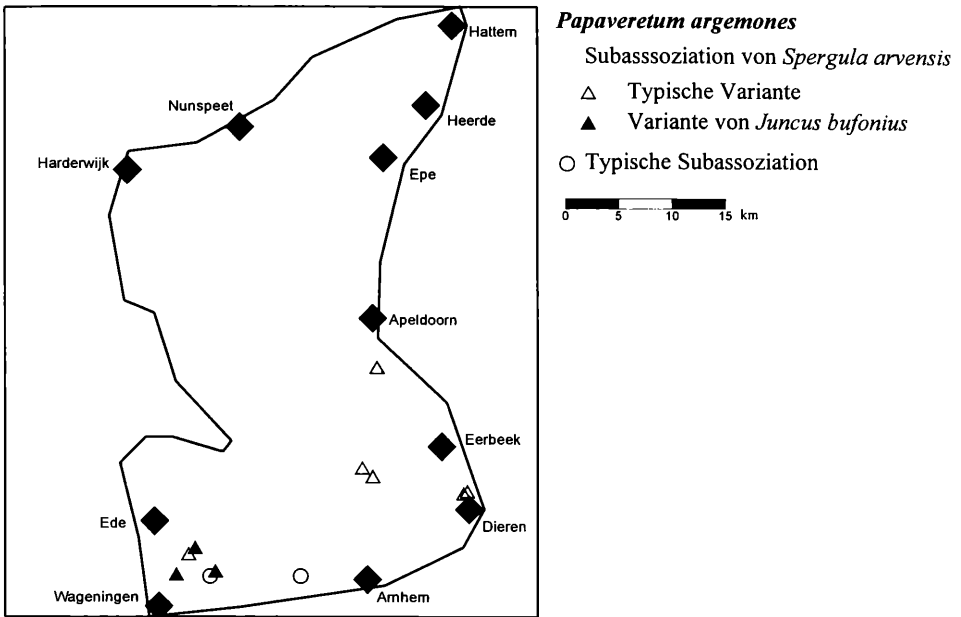 Papaveretum argemones
Subasssoziation von Spergula arvensis
Typische Variante
Variante von Juncus bufonius
Typische Subassoziation
0 5 10 15 km
Hattem
Nunspeet
Heerde
Harderwijk
Epe
Apeldoorn
Eerbeek
Ede
Dieren
Wageningen
Arnhem